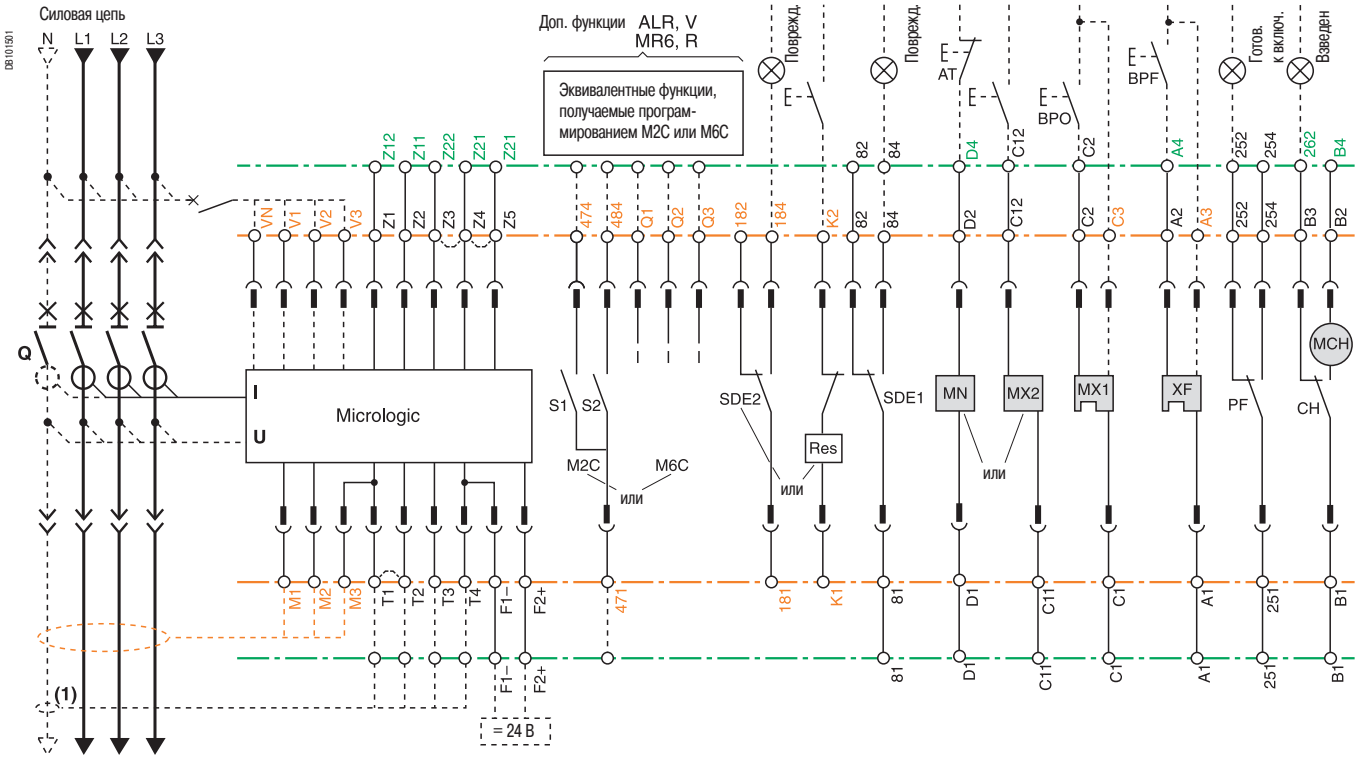 DB101501
Силовая цепь
N
L1
L2
L3
Доп. функции
ALR, V
MR6, R
Эквивалентные функции,
получаемые програм-
мированием M2C или M6C
Поврежд.
Поврежд.
AT
BPO
BPF
Готов.
к включ.
Взведен
Z12
Z11
Z22
Z21
Z21
82
84
D4
C12
C2
A4
252
254
262
B4
VN
V1
V2
V3
Z1
Z2
Z3
Z4
Z5
474
484
Q1
Q2
Q3
182
184
K2
82
84
D2
C12
C2
C3
A2
A3
252
254
B3
B2
Q
I
Micrologic
U
S1
S2
M2C
или
M6C
SDE2
или
Res
SDE1
MN
MX2
или
MX1
XF
PF
CH
MCH
M1
M2
M3
T1
T2
T3
T4
F1–
F2+
471
181
K1
81
D1
C11
C1
A1
251
B1
(1)
F1–
F2+
= 24 В
81
D1
C11
C1
A1
251
B1